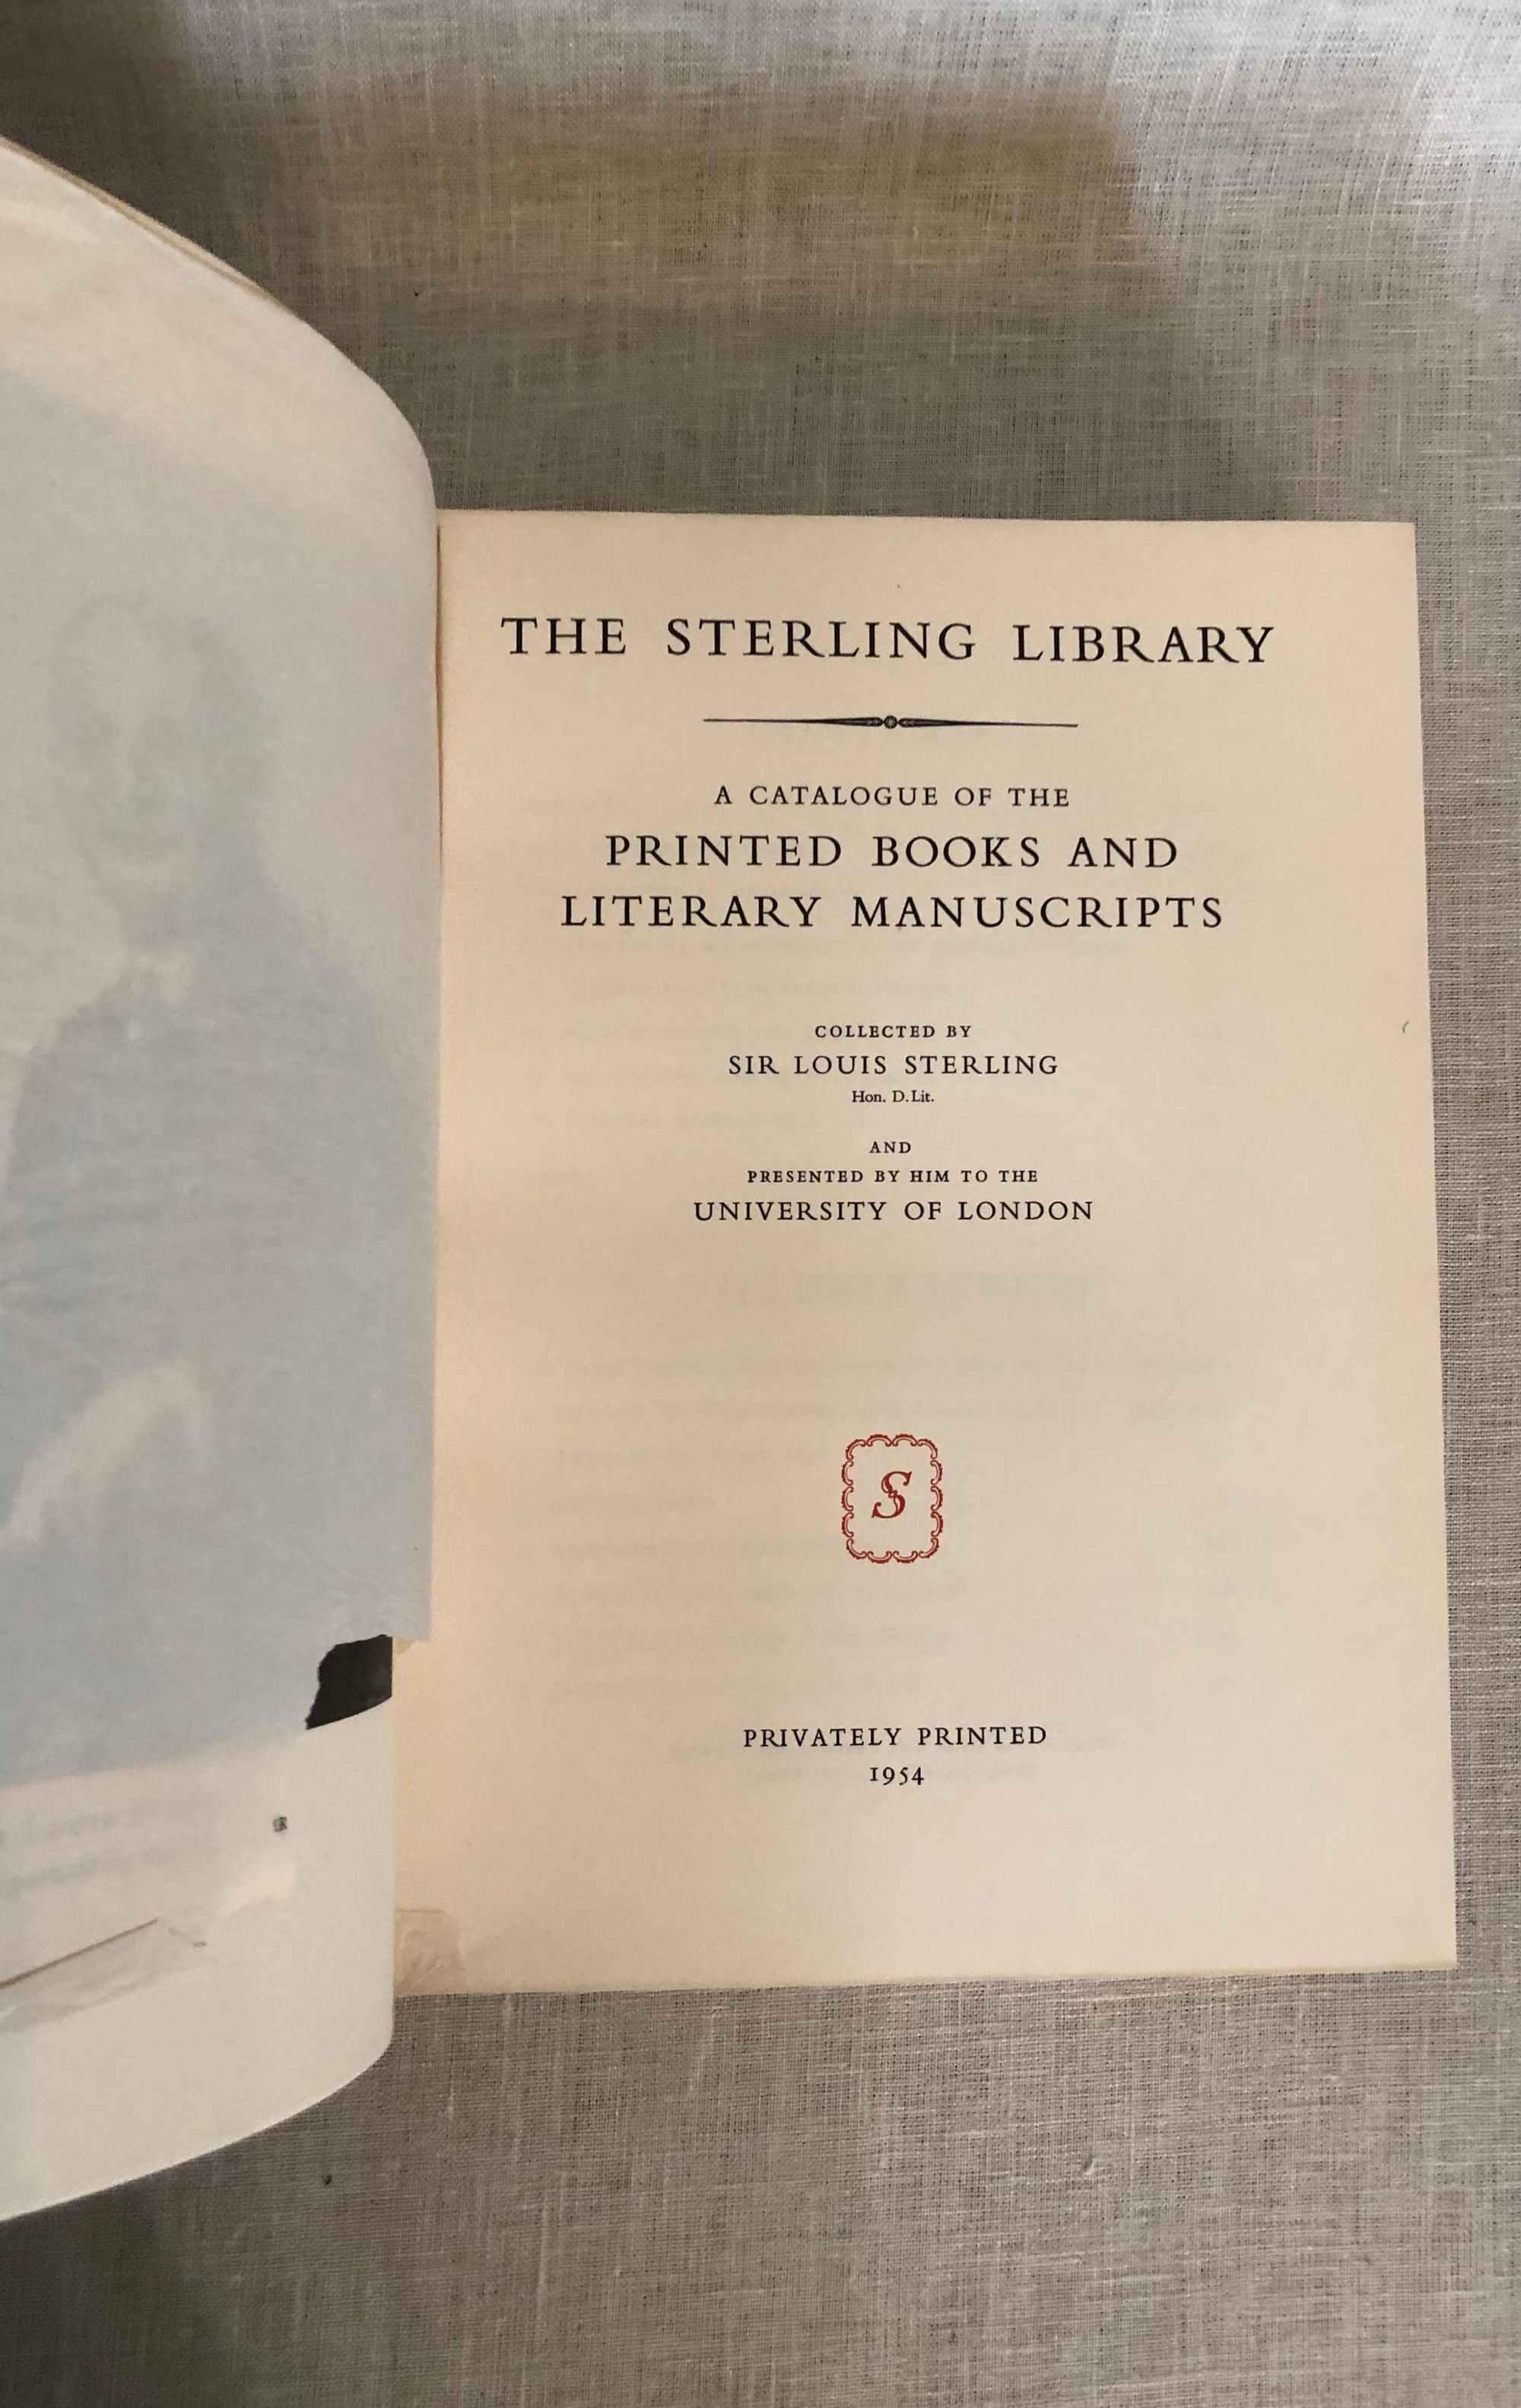 THE STERLING LIBRARY
A CATALOGUE OF THE
PRINTED BOOKS AND
LITERARY MANUSCRIPTS
COLLECTED BY
SIR LOUIS STERLING
Hon. D.Lit.
AND
PRESENTED BY HIM TO THE
UNIVERSITY OF LONDON
S
PRIVATELY PRINTED
1954